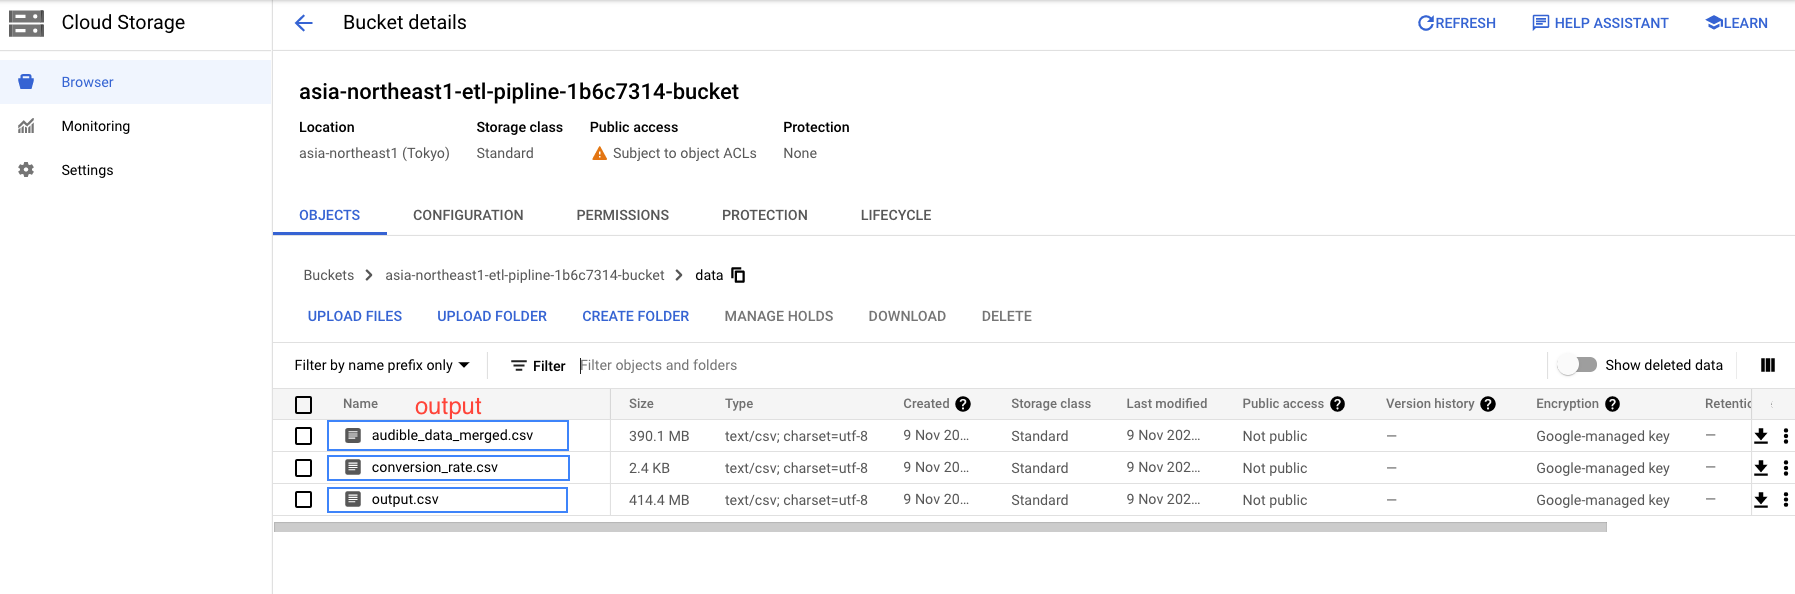 Cloud Storage
Bucket details
REFRESH
HELP ASSISTANT
LEARN
Browser
Monitoring
Settings
asia-northeast1-etl-pipline-1b6c7314-bucket
Location Storage class Public access Protection
asia-northeast1 (Tokyo) Standard Subject to object ACLs None
OBJECTS CONFIGURATION PERMISSIONS PROTECTION LIFECYCLE
Buckets > asia-northeast1-etl-pipline-1b6c7314-bucket > data
UPLOAD FILES UPLOAD FOLDER CREATE FOLDER MANAGE HOLDS DOWNLOAD DELETE
Filter by name prefix only Filter Filter objects and folders Show deleted data
Name output Size Type Created ? Storage class Last modified Public access ? Version history ? Encryption ?
audible_data_merged.csv 390.1 MB text/csv; charset=utf-8 9 Nov 20... Standard 9 Nov 202... Not public — Google-managed key —
conversion_rate.csv 2.4 KB text/csv; charset=utf-8 9 Nov 20... Standard 9 Nov 202... Not public — Google-managed key —
output.csv 414.4 MB text/csv; charset=utf-8 9 Nov 20... Standard 9 Nov 202... Not public — Google-managed key —